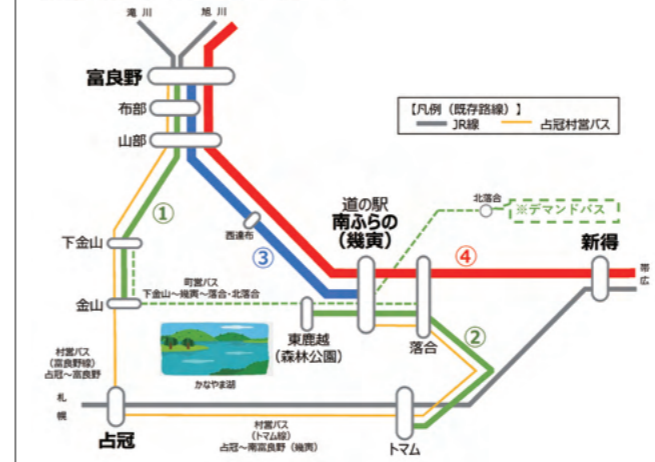 滝川
旭川
富良野
布部
山部
【凡例（既存路線）】
JR線
占冠村営バス
①
道の駅
南ふらの
（幾寅）
北落合
※デマンドバス
西達布
③
④
新得
下金山
帯広
町営バス
下金山～幾寅～落合・北落合
金山
②
東鹿越
（森林公園）
落合
村営バス
（富良野線）
占冠～富良野
かなやま湖
札幌
占冠
村営バス
（トマム線）
占冠～南富良野（幾寅）
トマム